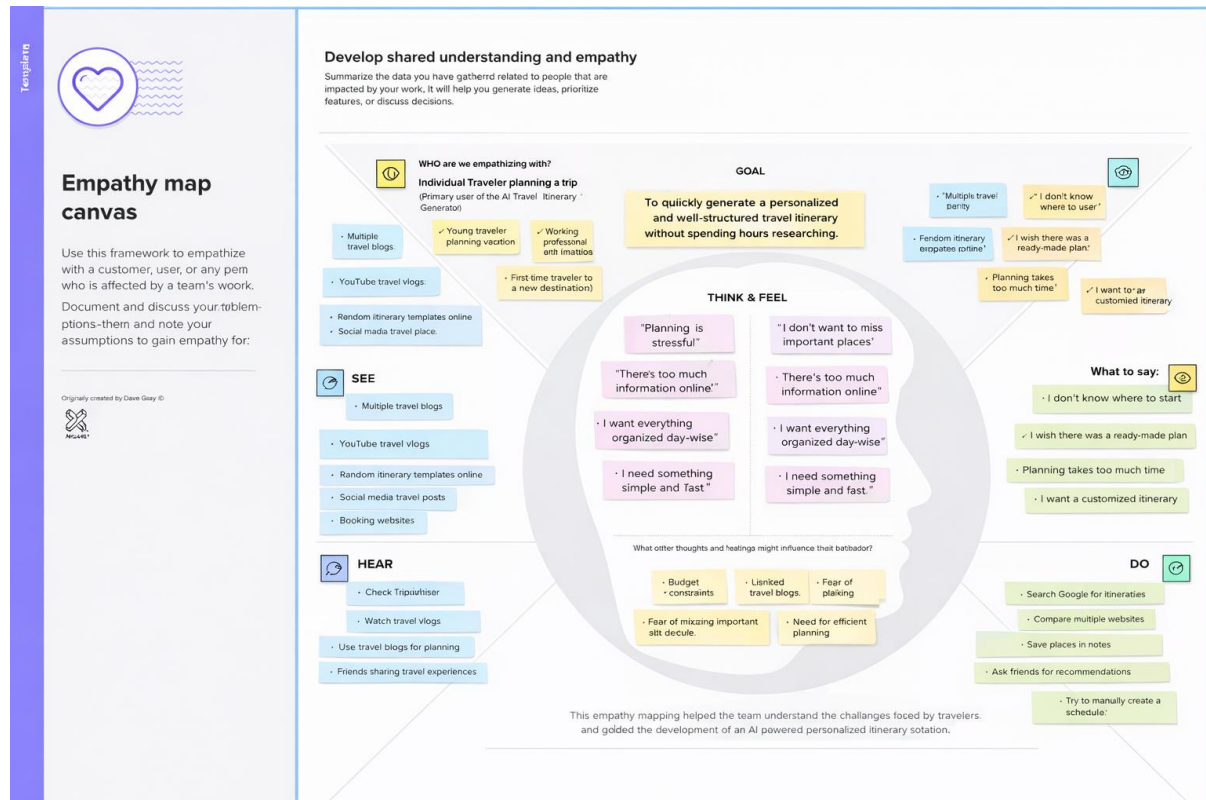 Template
Empathy map
canvas
Use this framework to empathize
with a customer, user, or any pem
who is affected by a team's woork.
Document and discuss your
ptions-them and note your
assumptions to gain empathy for:
Originally created by Dave Gray ©
Develop shared understanding and empathy
Summarize the data you have gatherrd related to people that are
impacted by your work, It will help you generate ideas, prioritize
features, or discuss decisions.
WHO are we empathizing with?
Individual Traveler planning a trip
(Primary user of the AI Travel Itinerary
Generator)
• Multiple
travel blogs.
✓ Young traveler
planning vacation
✓ Working
professional
• YouTube travel vlogs:
• First-time traveler to
a new destination)
• Random itinerary templates online
• Social madia travel place.
GOAL
To quiickly generate a personalized
and well-structured travel itinerary
without spending hours researching.
• "Multiple travel
✓ "I don't know
where to user"
itinerary
✓ I wish there was a
ready-made plan.'
• Planning takes
too much time'
✓ I want to
customied itinerary
THINK & FEEL
"Planning is
stressful"
"I don't want to miss
important places'
"There's too much
information online'"
· There's too much
information online"
· I want everything
organized day-wise"
· I want everything
organized day-wise"
· I need something
simple and Tast "
· I need something
simple and fast."
SEE
• Multiple travel blogs
• YouTube travel vlogs
• Random itinerary templates online
• Social media travel posts
• Booking websites
What to say:
· I don't know where to start
✓ I wish there was a ready-made plan
· Planning takes too much time
· I want a customized itinerary
What other thoughts and might influence their
• Budget
• constraints
travel blogs.
• Fear of
• Fear of important
• Need for efficient
planning
HEAR
• Check
• Watch travel vlogs
• Use travel blogs for planning
• Friends sharing travel experiences
DO
• Search Google for itineraties
• Compare multiple websites
• Save places in notes
• Ask friends for recommendations
• Try to manually create a
schedule.'
This empathy mapping helped the team understand the challenges foced by travelers.
and goided the development of an AI powered personalized itinerary sotation.